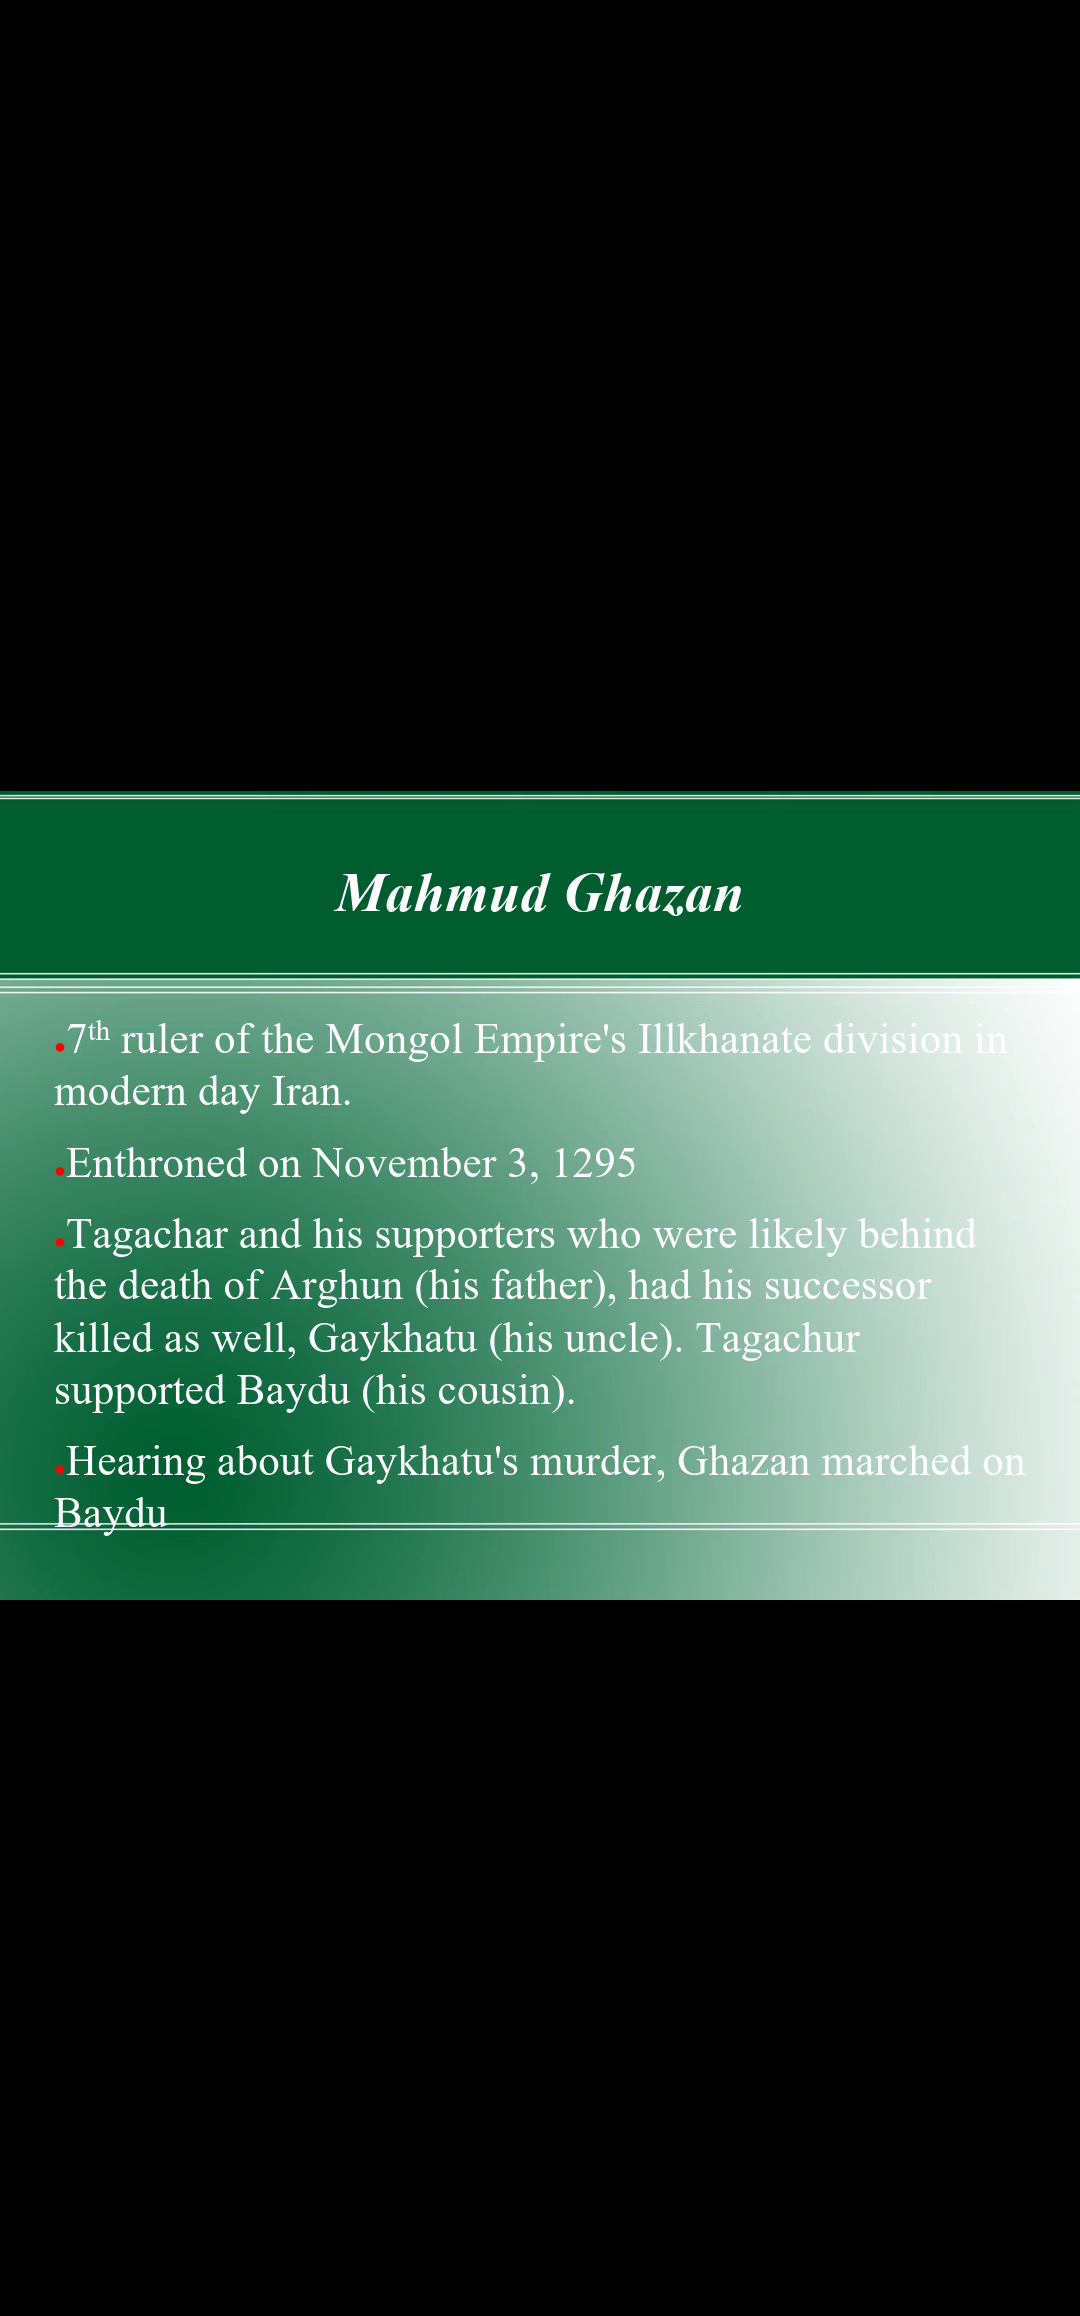 Mahmud Ghazan
•7th ruler of the Mongol Empire's Illkhanate division in
modern day Iran.
•Enthroned on November 3, 1295
•Tagachar and his supporters who were likely behind
the death of Arghun (his father), had his successor
killed as well, Gaykhatu (his uncle). Tagachur
supported Baydu (his cousin).
•Hearing about Gaykhatu's murder, Ghazan marched on
Baydu